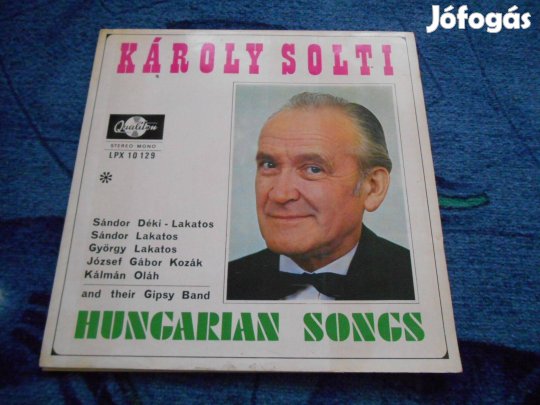 Jófogás
KÁROLY SOLTI
Qualiton
STEREO MONO
LPX 10 129
*
Sándor Déki - Lakatos
Sándor Lakatos
György Lakatos
József Gábor Kozák
Kálmán Oláh
and their Gipsy Band
HUNGARIAN SONGS